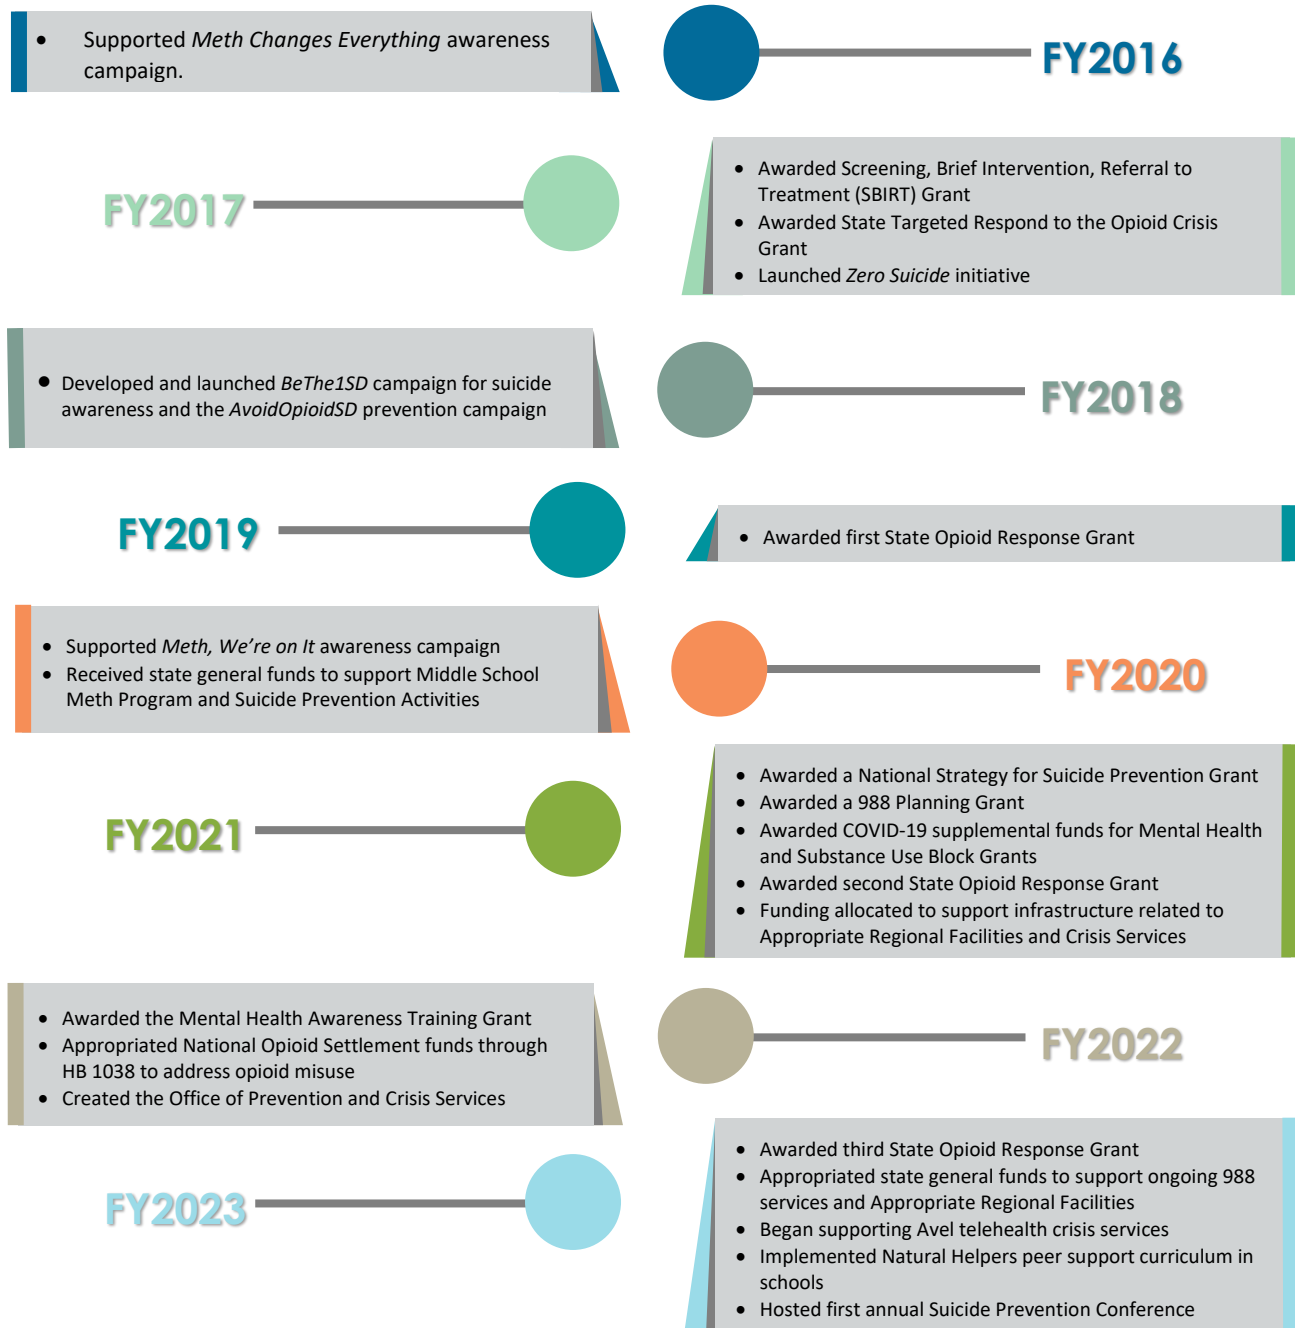 • Supported Meth Changes Everything awareness
campaign.
FY2016
FY2017
• Awarded Screening, Brief Intervention, Referral to
Treatment (SBIRT) Grant
• Awarded State Targeted Respond to the Opioid Crisis
Grant
• Launched Zero Suicide initiative
• Developed and launched BeThe1SD campaign for suicide
awareness and the AvoidOpioidSD prevention campaign
FY2018
FY2019
• Awarded first State Opioid Response Grant
• Supported Meth, We’re on It awareness campaign
• Received state general funds to support Middle School
Meth Program and Suicide Prevention Activities
FY2020
FY2021
• Awarded a National Strategy for Suicide Prevention Grant
• Awarded a 988 Planning Grant
• Awarded COVID-19 supplemental funds for Mental Health
and Substance Use Block Grants
• Awarded second State Opioid Response Grant
• Funding allocated to support infrastructure related to
Appropriate Regional Facilities and Crisis Services
• Awarded the Mental Health Awareness Training Grant
• Appropriated National Opioid Settlement funds through
HB 1038 to address opioid misuse
• Created the Office of Prevention and Crisis Services
FY2022
FY2023
• Awarded third State Opioid Response Grant
• Appropriated state general funds to support ongoing 988
services and Appropriate Regional Facilities
• Began supporting Avel telehealth crisis services
• Implemented Natural Helpers peer support curriculum in
schools
• Hosted first annual Suicide Prevention Conference